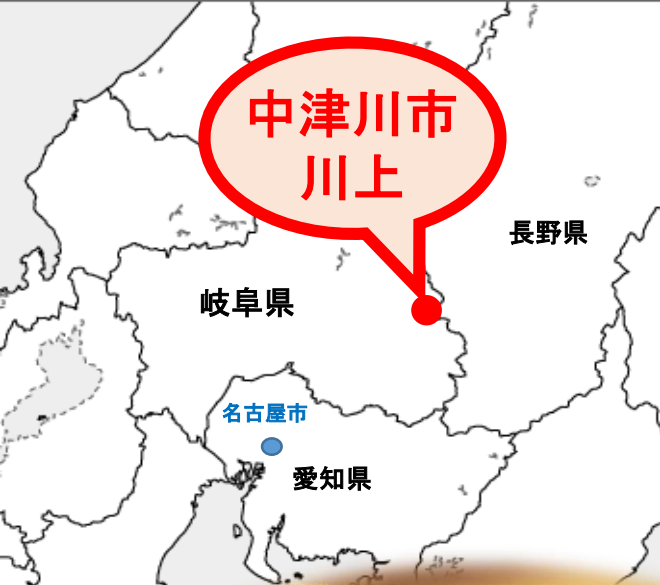 中津川市
川上
長野県
岐阜県
名古屋市
愛知県